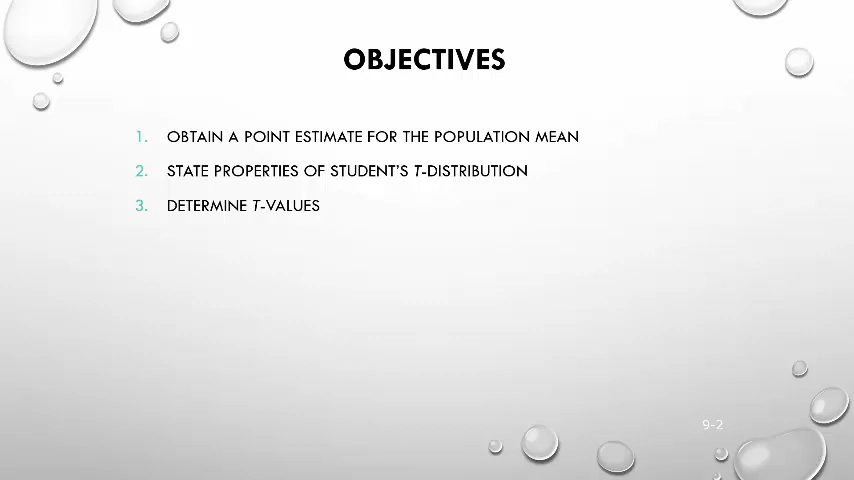 OBJECTIVES
1. OBTAIN A POINT ESTIMATE FOR THE POPULATION MEAN
2. STATE PROPERTIES OF STUDENT’S T-DISTRIBUTION
3. DETERMINE T-VALUES
9-2